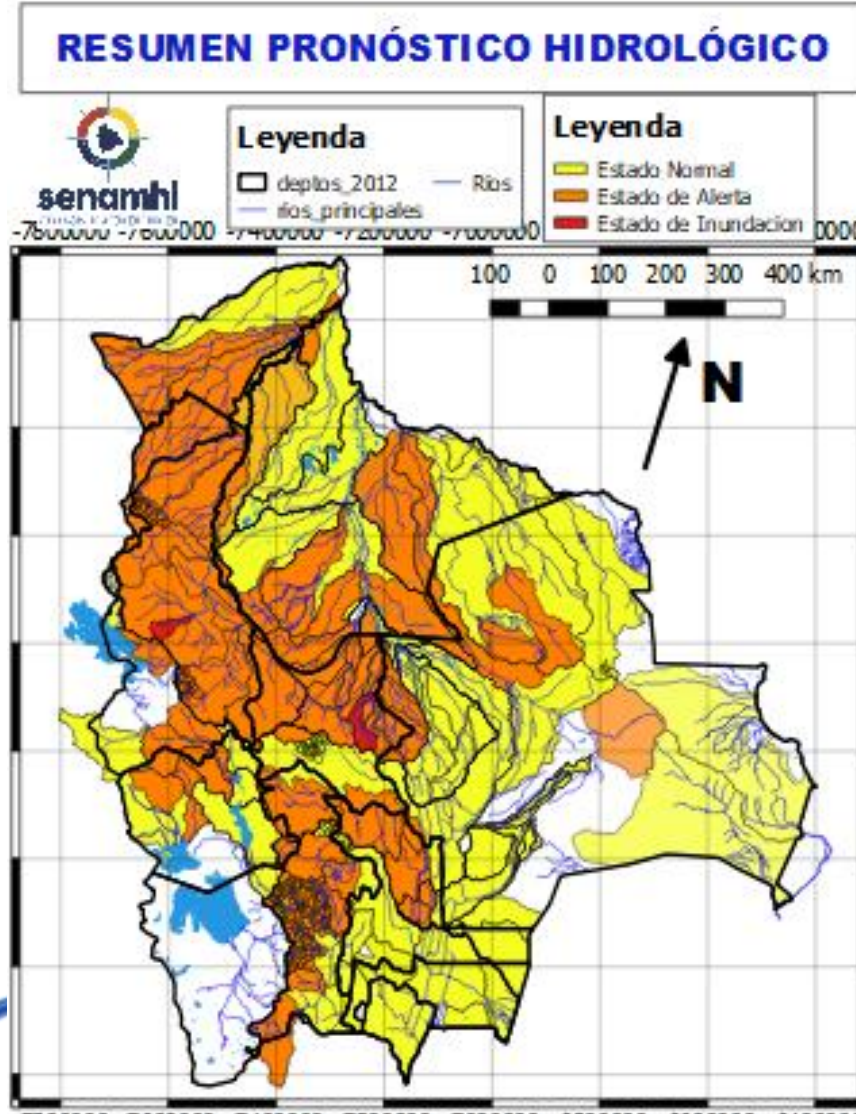 RESUMEN PRONÓSTICO HIDROLÓGICO
senamhi
Leyenda
deptos_2012
Rios
rios_principales
Leyenda
Estado Normal
Estado de Alerta
Estado de Inundacion
-7800000 -7600000 -7400000 -7200000 -7000000
100 0 100 200 300 400 km
N